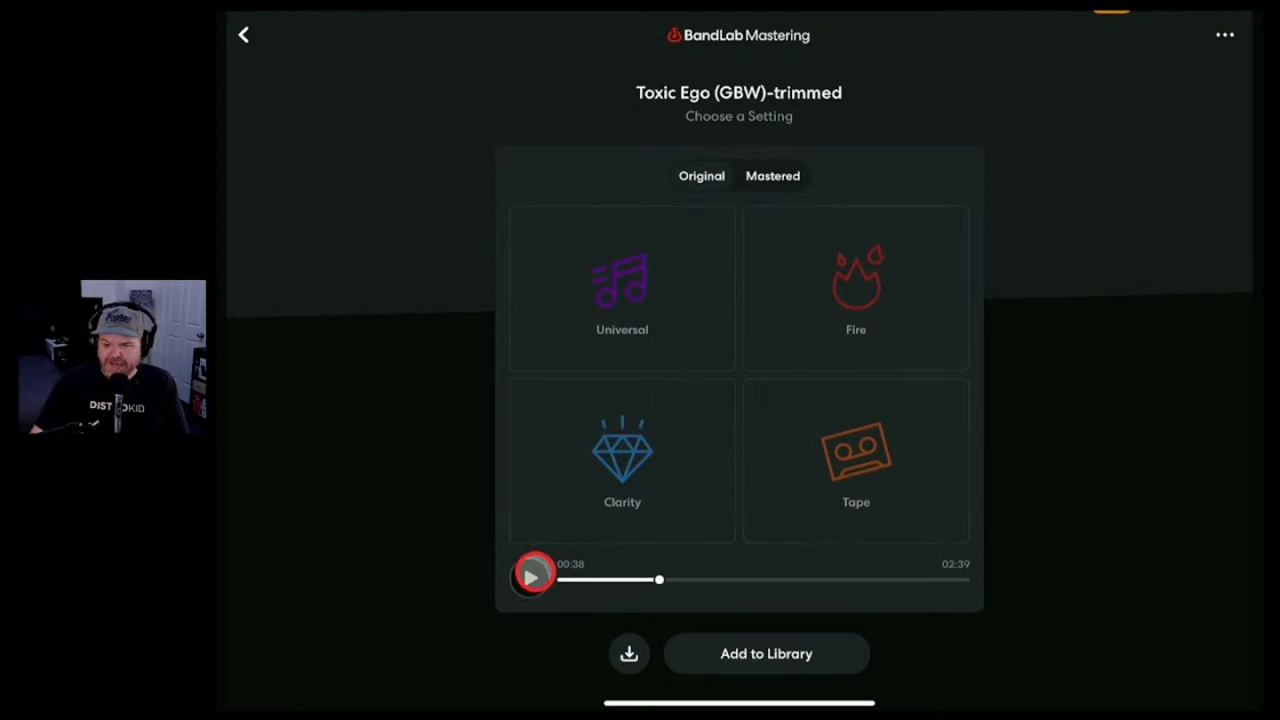 BandLab Mastering
Toxic Ego (GBW)-trimmed
Choose a Setting
Original Mastered
Universal
Fire
Clarity
Tape
00:38
02:39
Add to Library